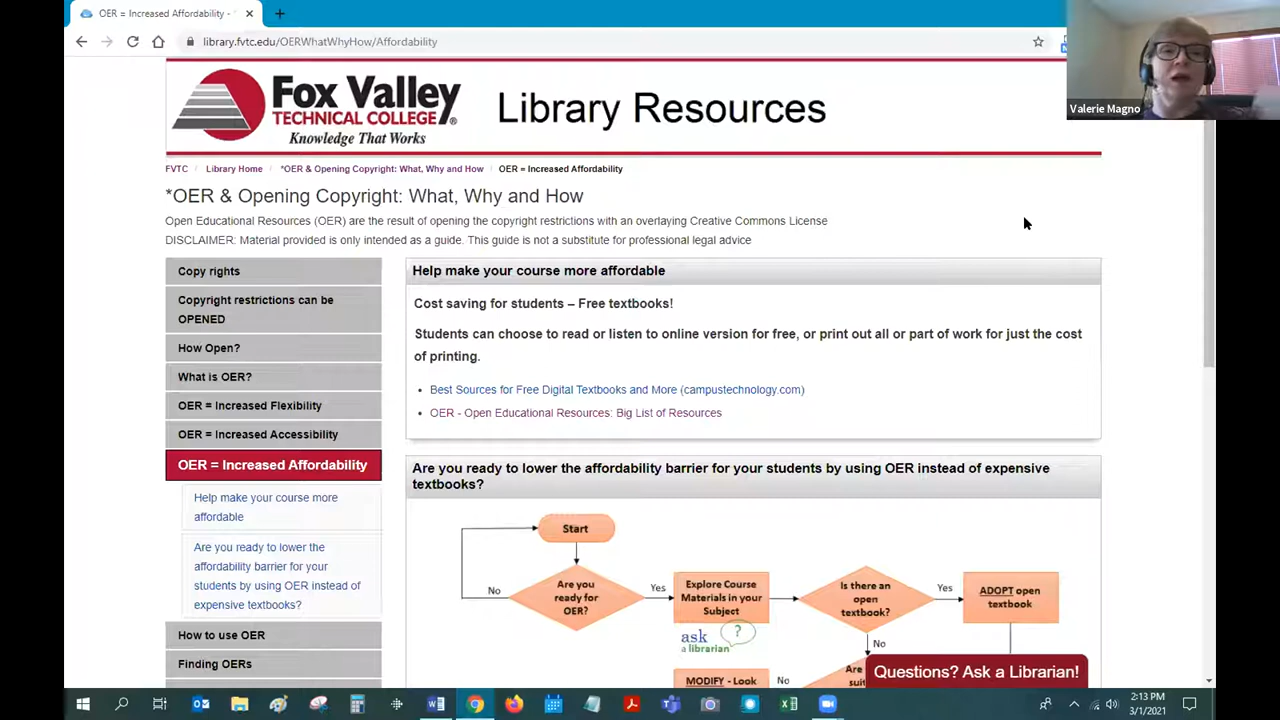 OER = Increased Affordability -
library.fvtc.edu/OERWhatWhyHow/Affordability
Valerie Magno
Fox Valley
TECHNICAL COLLEGE®
Knowledge That Works
Library Resources
FVTC / Library Home / *OER & Opening Copyright: What, Why and How / OER = Increased Affordability
*OER & Opening Copyright: What, Why and How
Open Educational Resources (OER) are the result of opening the copyright restrictions with an overlaying Creative Commons License
DISCLAIMER: Material provided is only intended as a guide. This guide is not a substitute for professional legal advice
Copy rights
Copyright restrictions can be
OPENED
How Open?
What is OER?
OER = Increased Flexibility
OER = Increased Accessibility
OER = Increased Affordability
Help make your course more
affordable
Are you ready to lower the
affordability barrier for your
students by using OER instead of
expensive textbooks?
How to use OER
Finding OERs
Help make your course more affordable
Cost saving for students – Free textbooks!
Students can choose to read or listen to online version for free, or print out all or part of work for just the cost
of printing.
• Best Sources for Free Digital Textbooks and More (campustechnology.com)
• OER - Open Educational Resources: Big List of Resources
Are you ready to lower the affordability barrier for your students by using OER instead of expensive
textbooks?
Start
No
Are you
ready for
OER?
Yes
Explore Course
Materials in your
Subject
ask
a librarian
?
Is there an
open
textbook?
Yes
ADOPT open
textbook
No
MODIFY - Look
No
Are
Questions? Ask a Librarian!
2:13 PM
3/1/2021